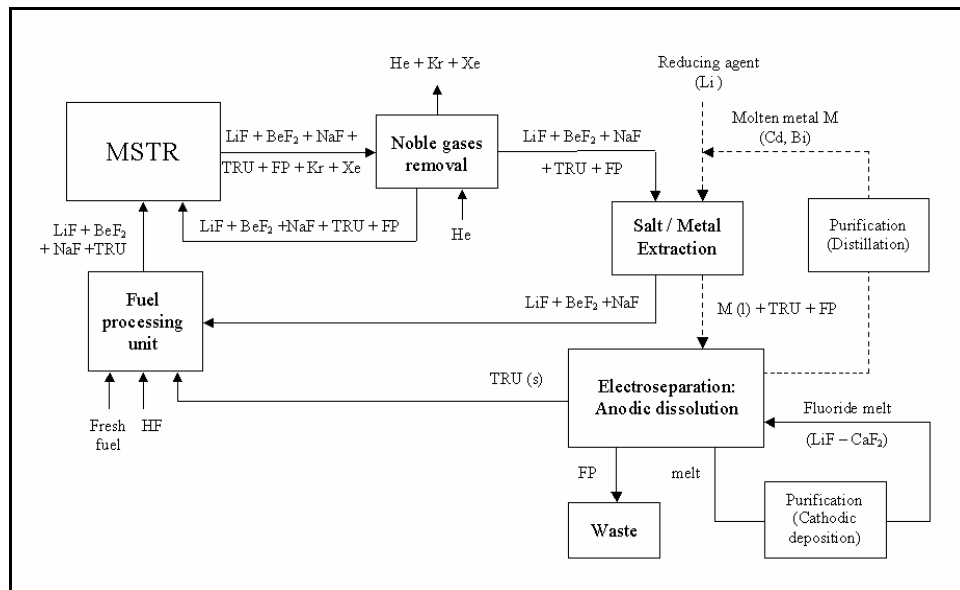 He + Kr + Xe
Reducing agent
(Li )
Molten metal M
(Cd, Bi)
MSTR
LiF + BeF₂ + NaF +
TRU + FP + Kr + Xe
Noble gases
removal
LiF + BeF₂ + NaF
+ TRU + FP
LiF + BeF₂ +NaF + TRU + FP
He
LiF + BeF₂
+ NaF +TRU
Salt / Metal
Extraction
Purification
(Distillation)
Fuel
processing
unit
LiF + BeF₂ +NaF
M (l) + TRU + FP
TRU (s)
Electroseparation:
Anodic dissolution
Fresh
fuel
HF
Fluoride melt
(LiF – CaF₂)
FP
melt
Waste
Purification
(Cathodic
deposition)